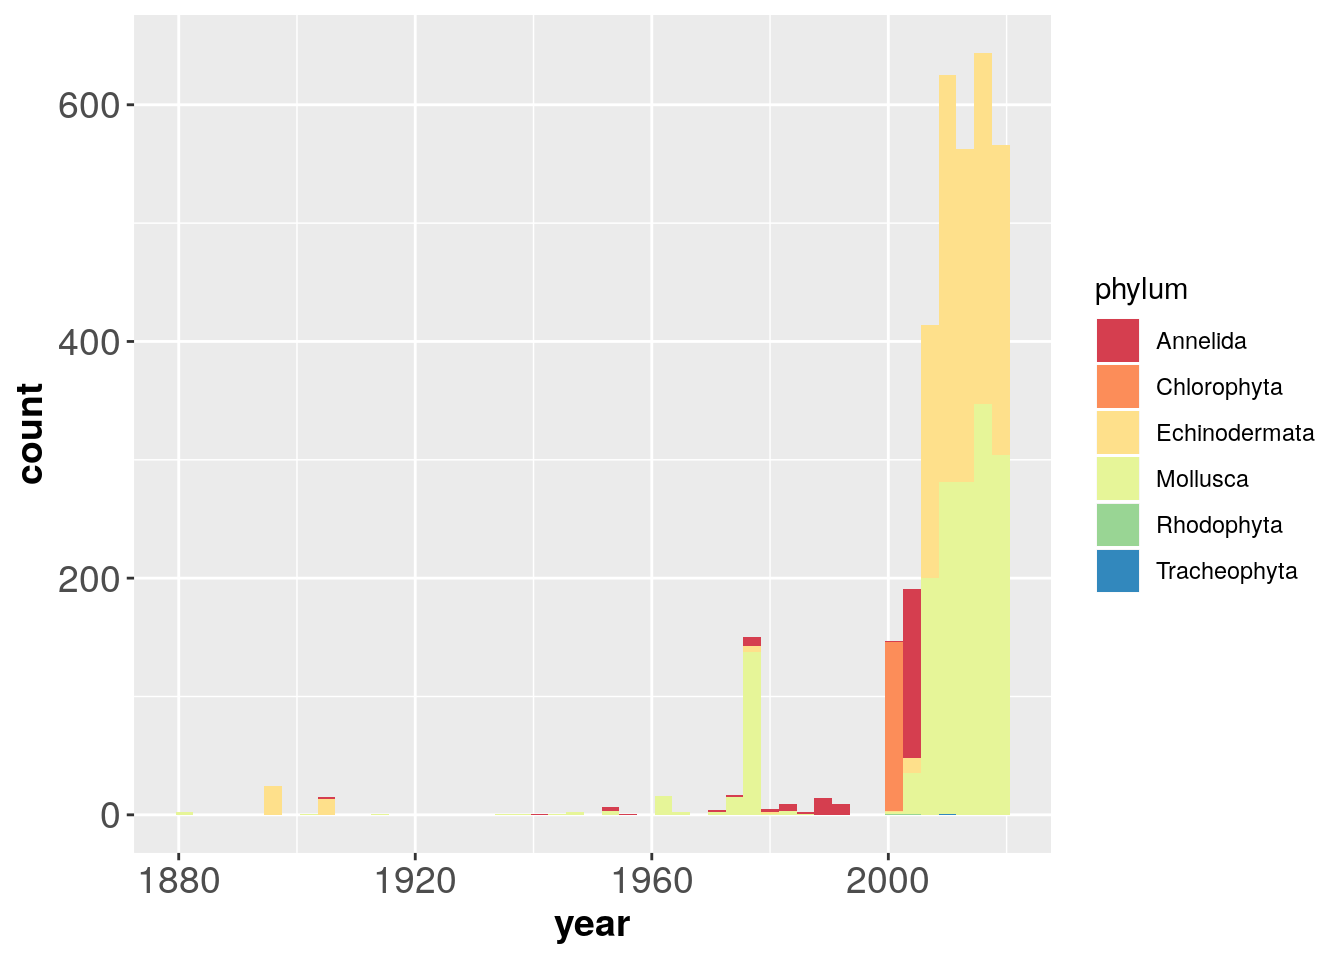 600
400
200
0
count
1880 1920 1960 2000
year
phylum
Annelida
Chlorophyta
Echinodermata
Mollusca
Rhodophyta
Tracheophyta